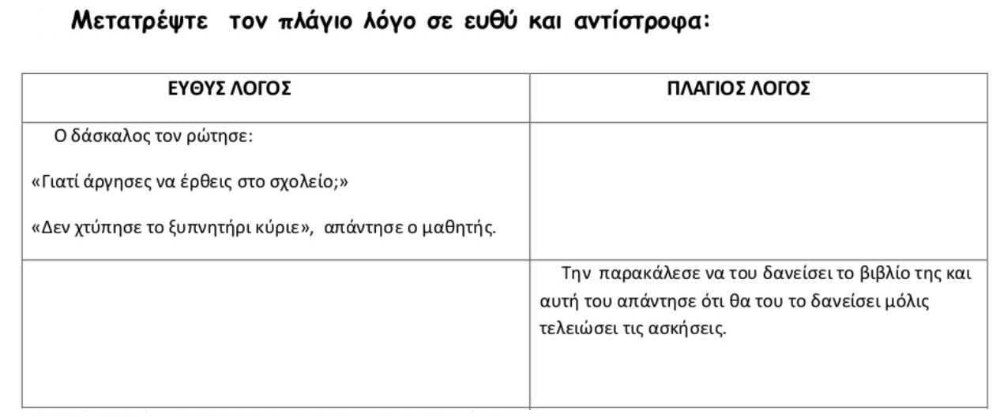 Μετατρέψτε τον πλάγιο λόγο σε ευθύ και αντίστροφα:
ΕΥΘΥΣ ΛΟΓΟΣ
ΠΛΑΓΙΟΣ ΛΟΓΟΣ
Ο δάσκαλος τον ρώτησε:
«Γιατί άργησες να έρθεις στο σχολείο;»
«Δεν χτύπησε το ξυπνητήρι κύριε», απάντησε ο μαθητής.
Την παρακάλεσε να του δανείσει το βιβλίο της και
αυτή του απάντησε ότι θα του το δανείσει μόλις
τελειώσει τις ασκήσεις.